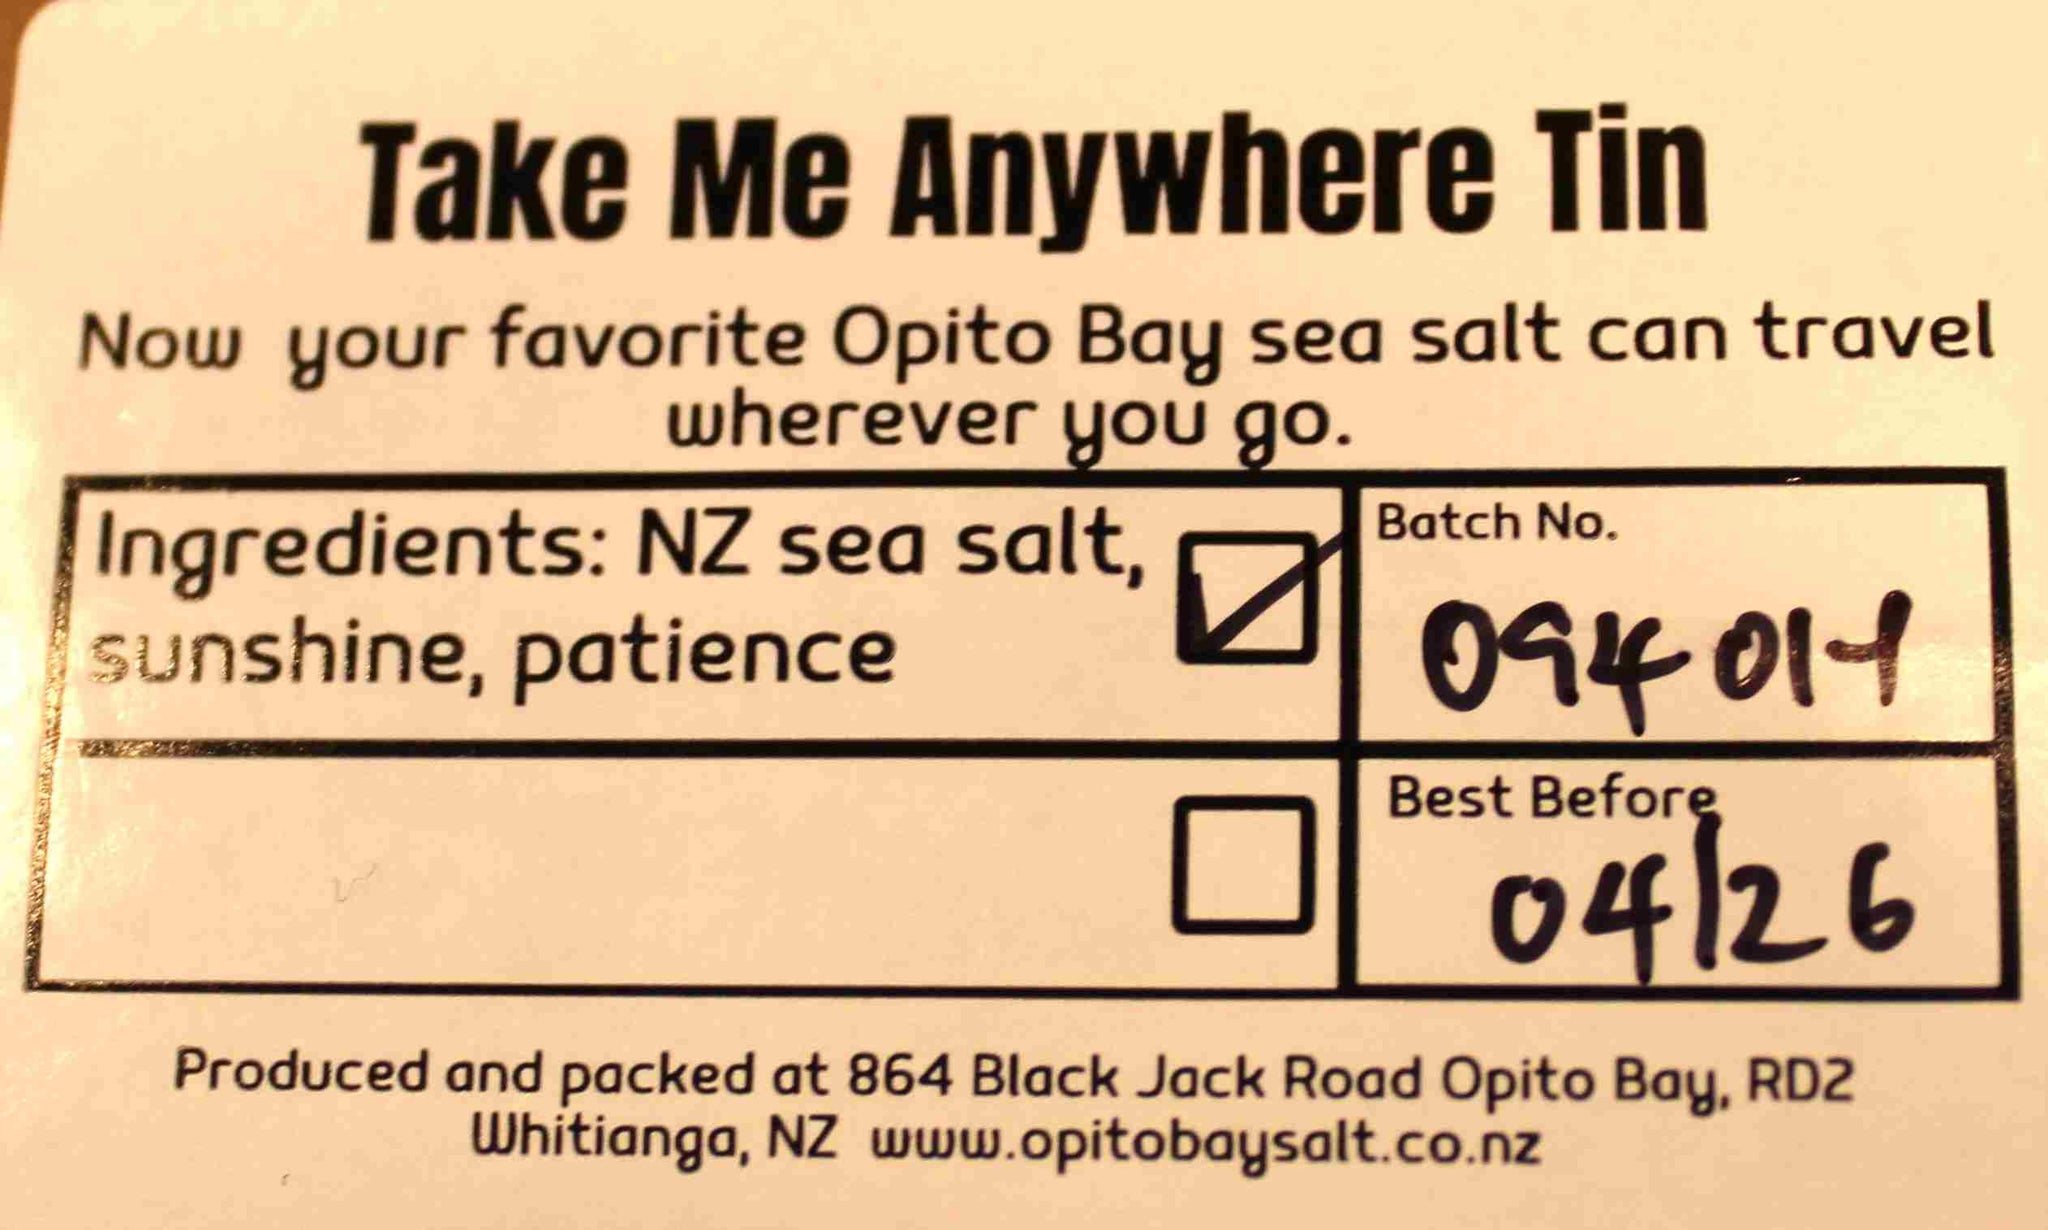 Take Me Anywhere Tin
Now your favorite Opito Bay sea salt can travel
wherever you go.
Ingredients: NZ sea salt,
sunshine, patience
Batch No.
09401-1
Best Before
04/26
Produced and packed at 864 Black Jack Road Opito Bay, RD2
Whitianga, NZ www.opitobaysalt.co.nz